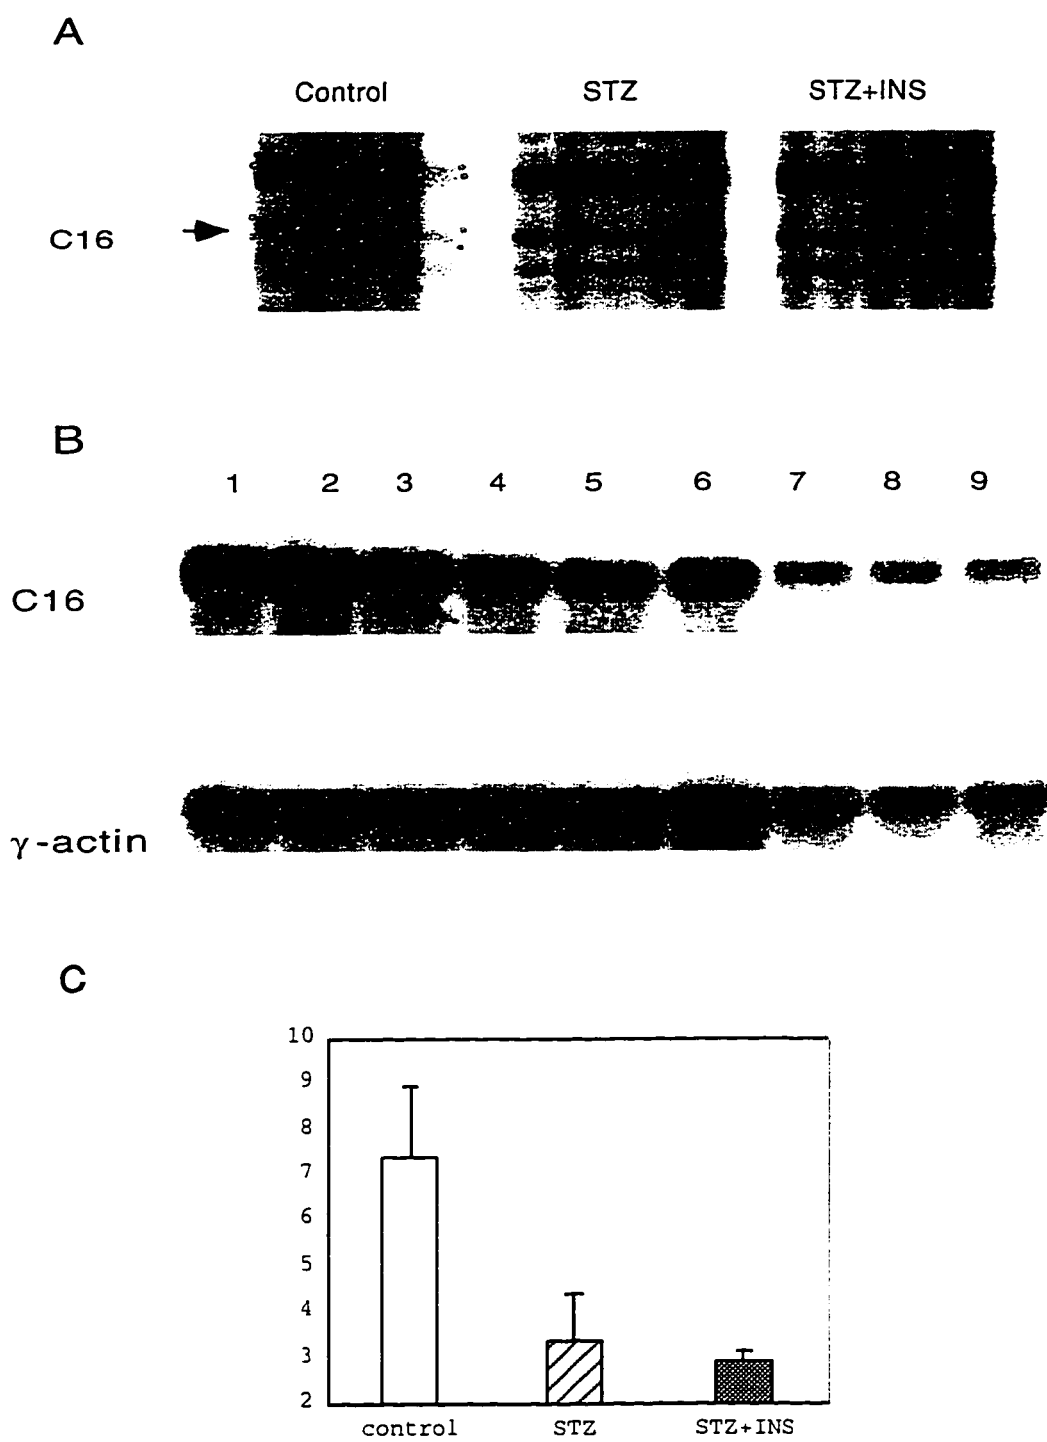 A
Control STZ STZ+INS
C16
B
1 2 3 4 5 6 7 8 9
C16
γ-actin
C
10
9
8
7
6
5
4
3
2
control STZ STZ+INS